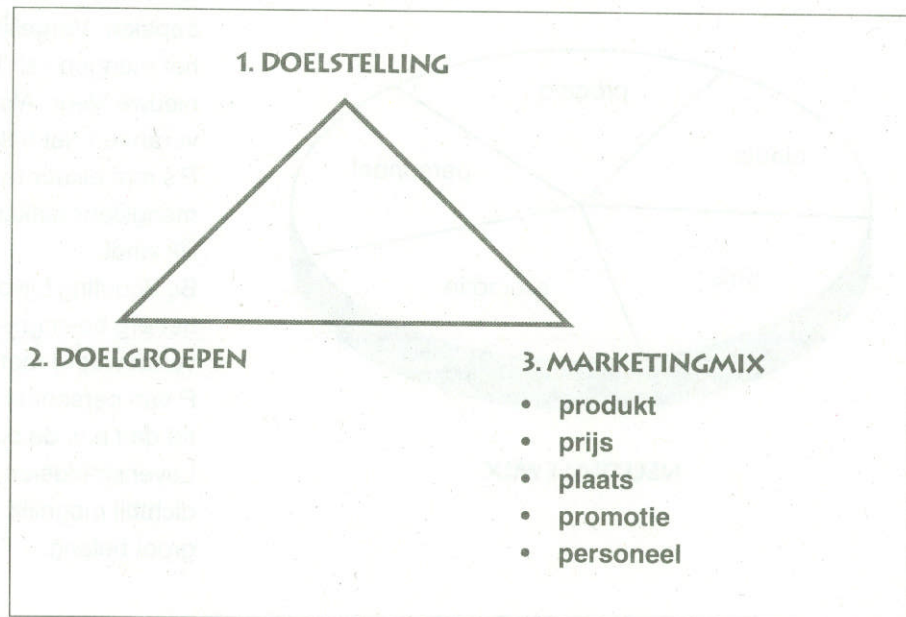 1. DOELSTELLING
2. DOELGROEPEN
3. MARKETINGMIX
• produkt
• prijs
• plaats
• promotie
• personeel